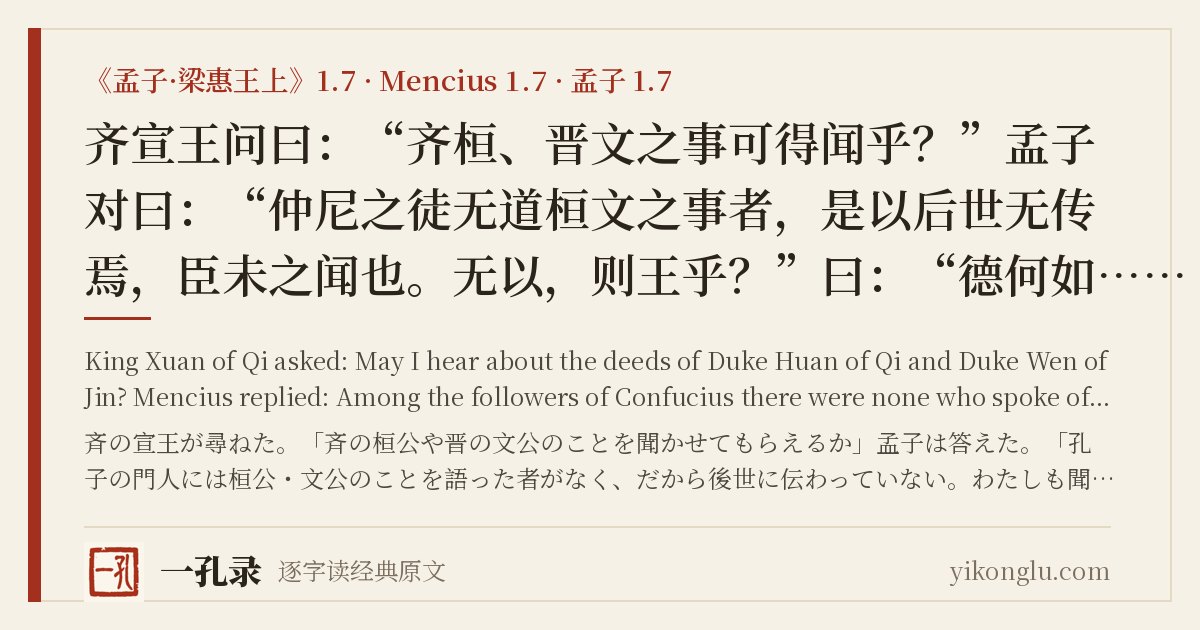 《孟子·梁惠王上》1.7 · Mencius 1.7 · 孟子 1.7
齐宣王问曰：“齐桓、晋文之事可得闻乎？”孟子
对曰：“仲尼之徒无道桓文之事者，是以后世无传
焉，臣未之闻也。无以，则王乎？”曰：“德何如……
King Xuan of Qi asked: May I hear about the deeds of Duke Huan of Qi and Duke Wen of
Jin? Mencius replied: Among the followers of Confucius there were none who spoke of...
斉の宣王が尋ねた。「斉の桓公や晋の文公のことを聞かせてもらえるか」孟子は答えた。「孔
子の門人には桓公・文公のことを語った者がなく、だから後世に伝わっていない。わたしも聞…
一孔
一孔录 逐字读经典原文 yikonglu.com